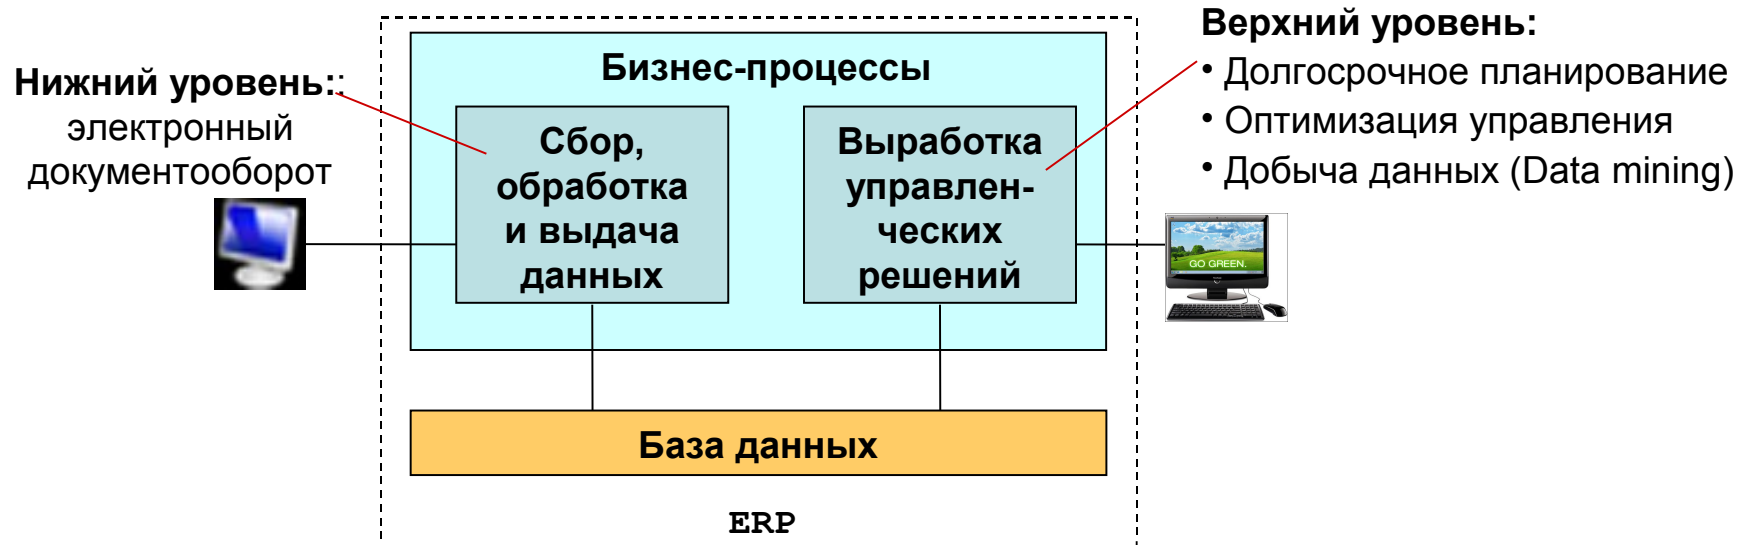 Нижний уровень::
электронный
документооборот
Бизнес-процессы
Сбор,
обработка
и выдача
данных
Выработка
управлен-
ческих
решений
Верхний уровень:
• Долгосрочное планирование
• Оптимизация управления
• Добыча данных (Data mining)
GO GREEN.
База данных
ERP